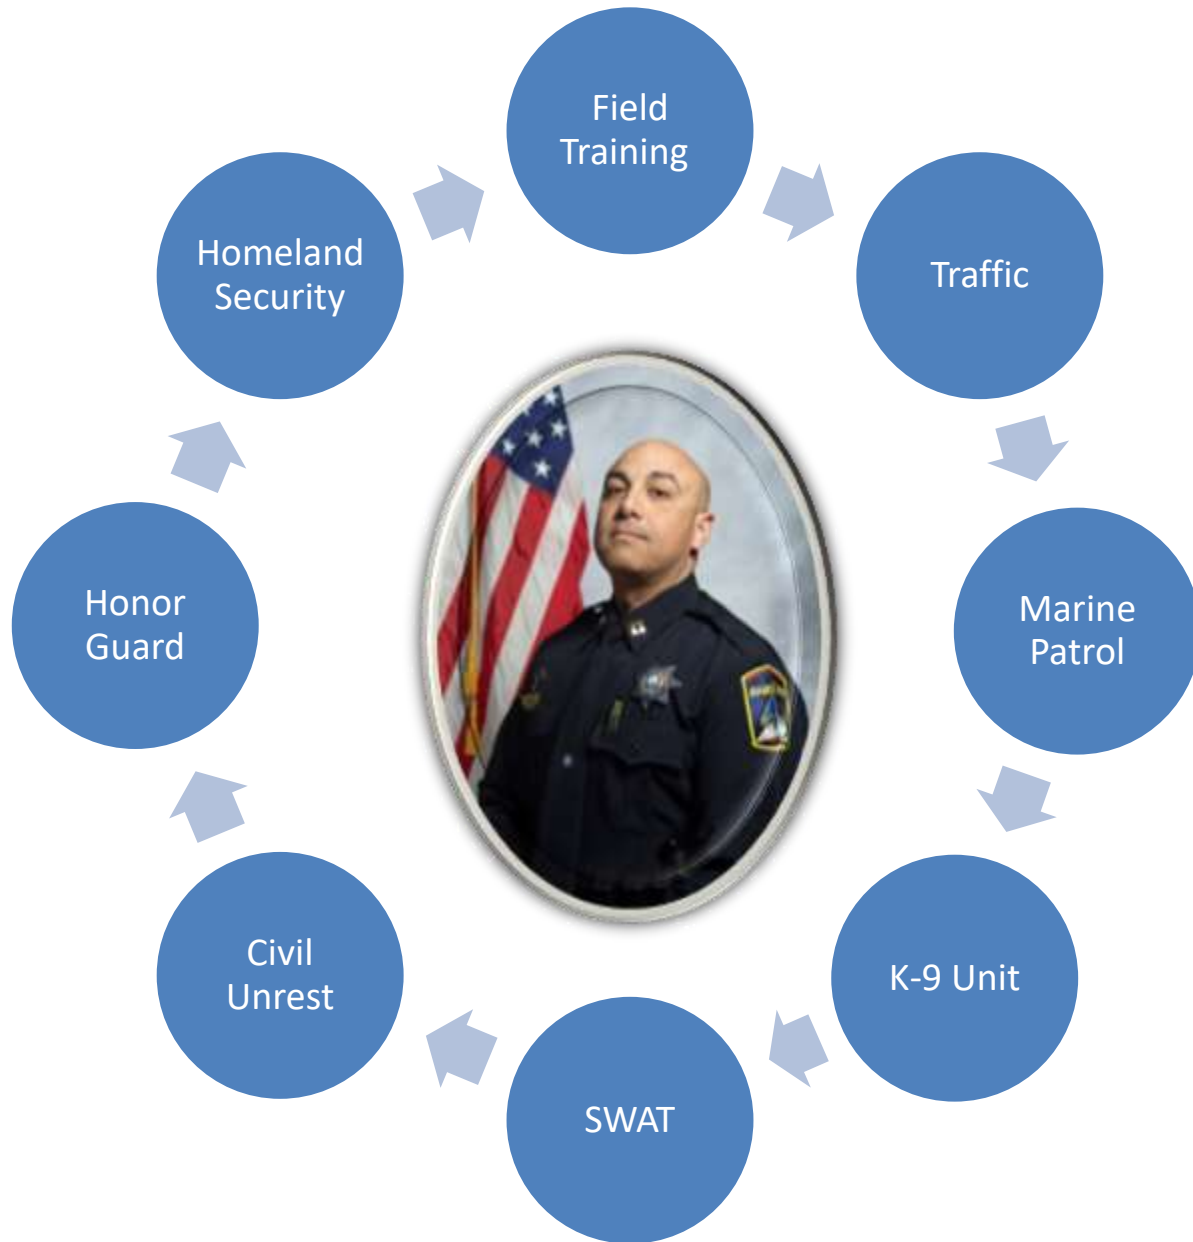 Field
Training
Traffic
Marine
Patrol
K-9 Unit
SWAT
Civil
Unrest
Honor
Guard
Homeland
Security